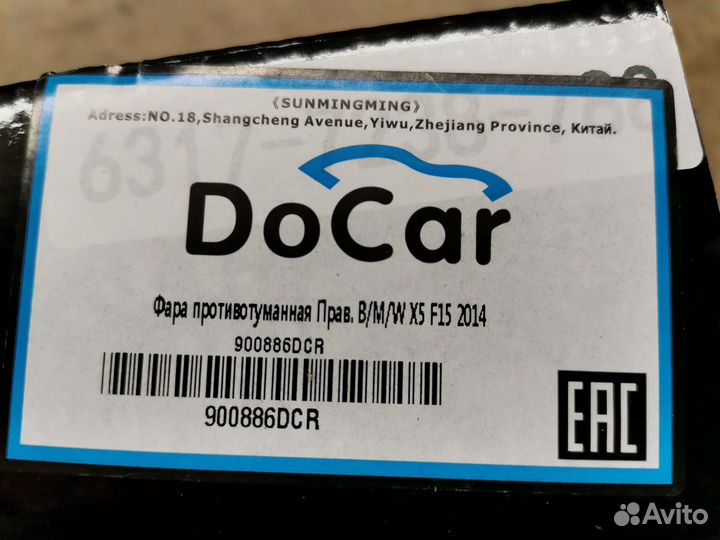 《SUNMINGMING》
Adress:NO.18,Shangcheng Avenue,Yiwu,Zhejiang Province, Китай.
DoCar
Фара противотуманная Прав. B/M/W X5 F15 2014
900886DCR
900886DCR
EAC
Avito